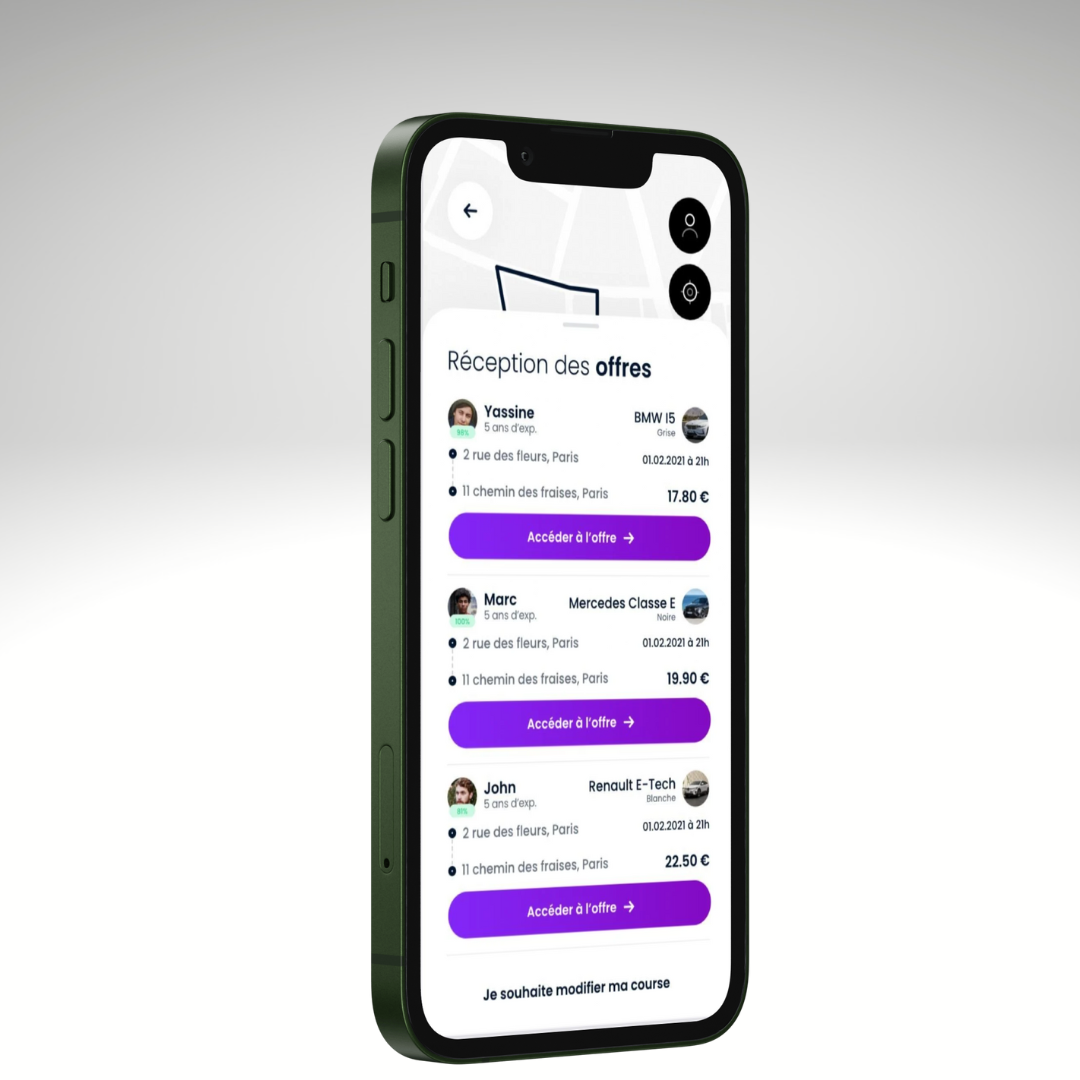 Réception des offres
Yassine
5 ans d'exp.
BMW I5
Grise
2 rue des fleurs, Paris
01.02.2021 à 21h
11 chemin des fraises, Paris
17.80 €
Accéder à l'offre →
Marc
5 ans d'exp.
100%
Mercedes Classe E
Noire
2 rue des fleurs, Paris
01.02.2021 à 21h
11 chemin des fraises, Paris
19.90 €
Accéder à l'offre →
John
5 ans d'exp.
Renault E-Tech
Blanche
2 rue des fleurs, Paris
01.02.2021 à 21h
11 chemin des fraises, Paris
22.50 €
Accéder à l'offre →
Je souhaite modifier ma course